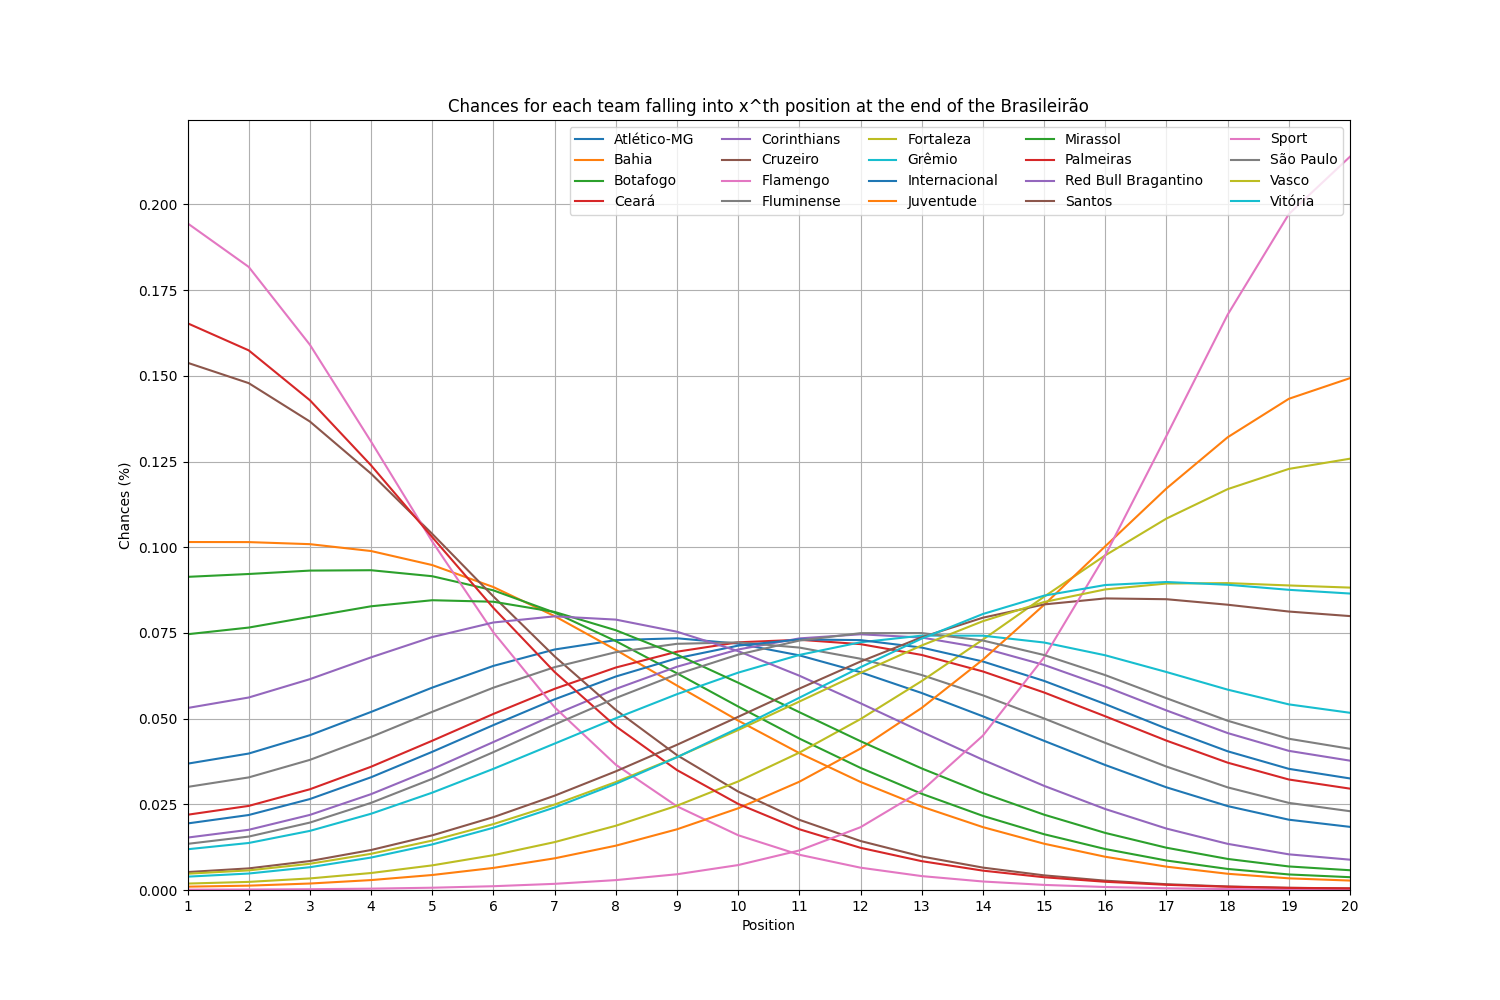 Chances for each team falling into x^th position at the end of the Brasileirão
Atlético-MG
Bahia
Botafogo
Ceará
Corinthians
Cruzeiro
Flamengo
Fluminense
Fortaleza
Grêmio
Internacional
Juventude
Mirassol
Palmeiras
Red Bull Bragantino
Santos
Sport
São Paulo
Vasco
Vitória
Chances (%)
0.200
0.175
0.150
0.125
0.100
0.075
0.050
0.025
0.000
1 2 3 4 5 6 7 8 9 10 11 12 13 14 15 16 17 18 19 20
Position